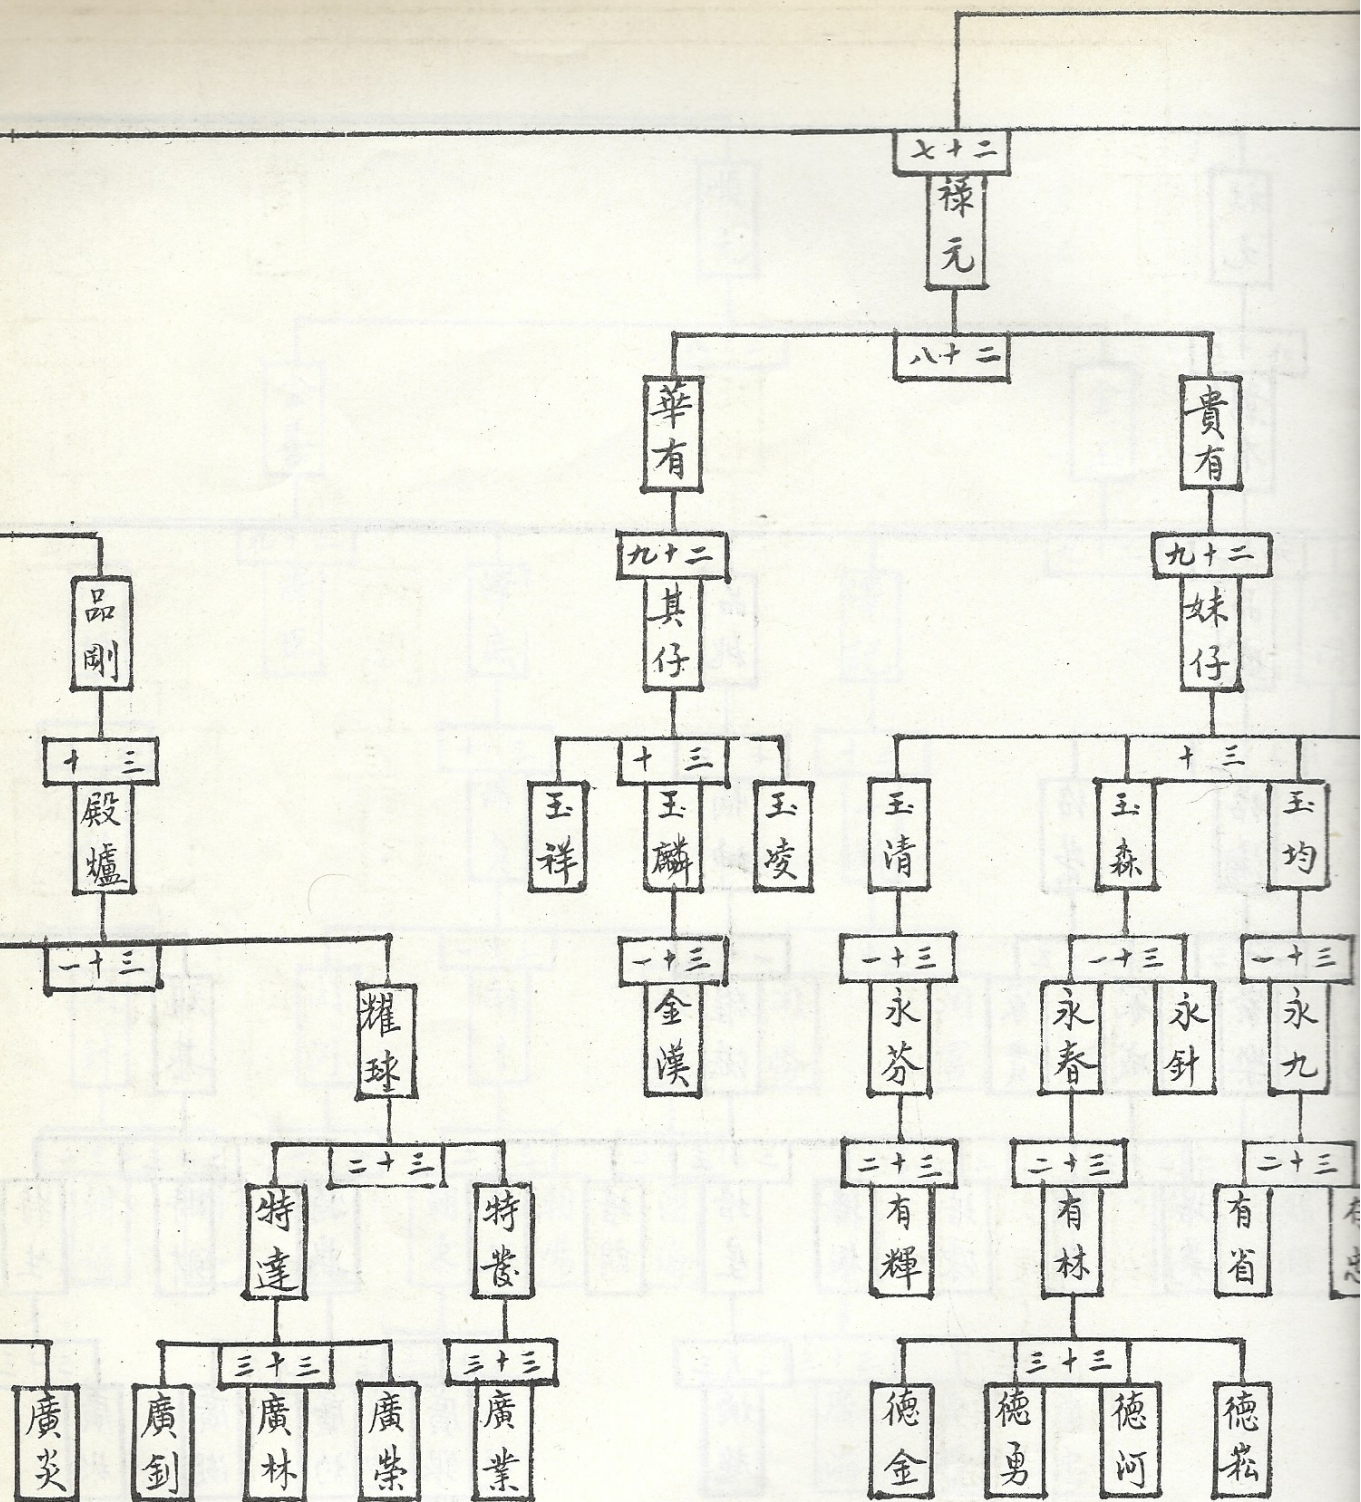 二十七
祿元
二十八
貴有
華有
二十九
妹仔
二十九
其仔
品剛
三十
玉均
玉森
玉清
三十
玉凌
玉麟
玉祥
三十
殿爐
三十一
永九
三十一
永針
永春
三十一
永芬
三十一
金漢
三十一
耀球
三十二
有省
三十二
有林
三十二
有輝
三十二
特發
特達
三十三
德崧
德河
德勇
德金
三十三
廣業
三十三
廣榮
廣林
廣釗
廣炎